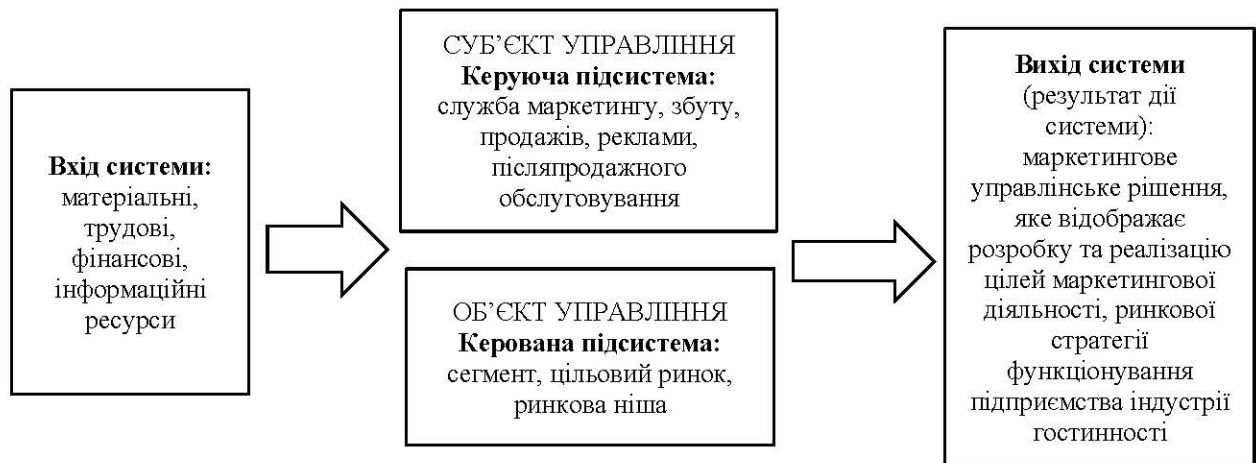 Вхід системи:
матеріальні,
трудові,
фінансові,
інформаційні
ресурси
СУБ’ЄКТ УПРАВЛІННЯ
Керуюча підсистема:
служба маркетингу, збуту,
продажів, реклами,
післяпродажного
обслуговування
ОБ’ЄКТ УПРАВЛІННЯ
Керована підсистема:
сегмент, цільовий ринок,
ринкова ніша
Вихід системи
(результат дії
системи):
маркетингове
управлінське рішення,
яке відображає
розробку та реалізацію
цілей маркетингової
діяльності, ринкової
стратегії
функціонування
підприємства індустрії
гостинності